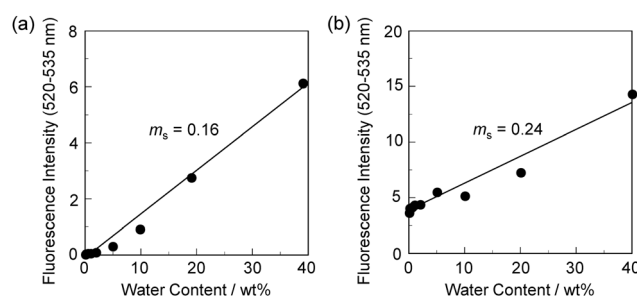 (a)
Fluorescence Intensity (520-535 nm)
8
6
4
2
0
m_s = 0.16
0 10 20 30 40
Water Content / wt%
(b)
Fluorescence Intensity (520-535 nm)
20
15
10
5
0
m_s = 0.24
0 10 20 30 40
Water Content / wt%